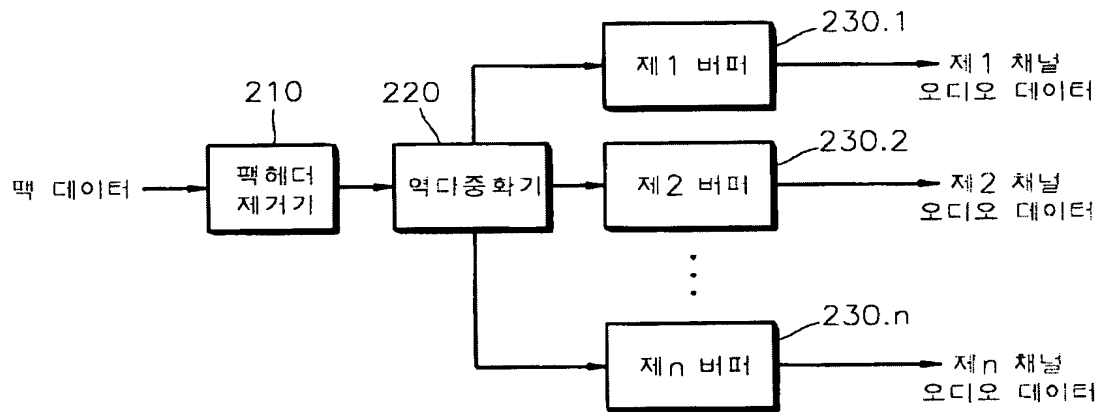 230.1
제1 버퍼
제1 채널
오디오 데이터
210
220
230.2
팩 데이터
팩헤더
제거기
역다중화기
제2 버퍼
제2 채널
오디오 데이터
230.n
제n 버퍼
제n 채널
오디오 데이터